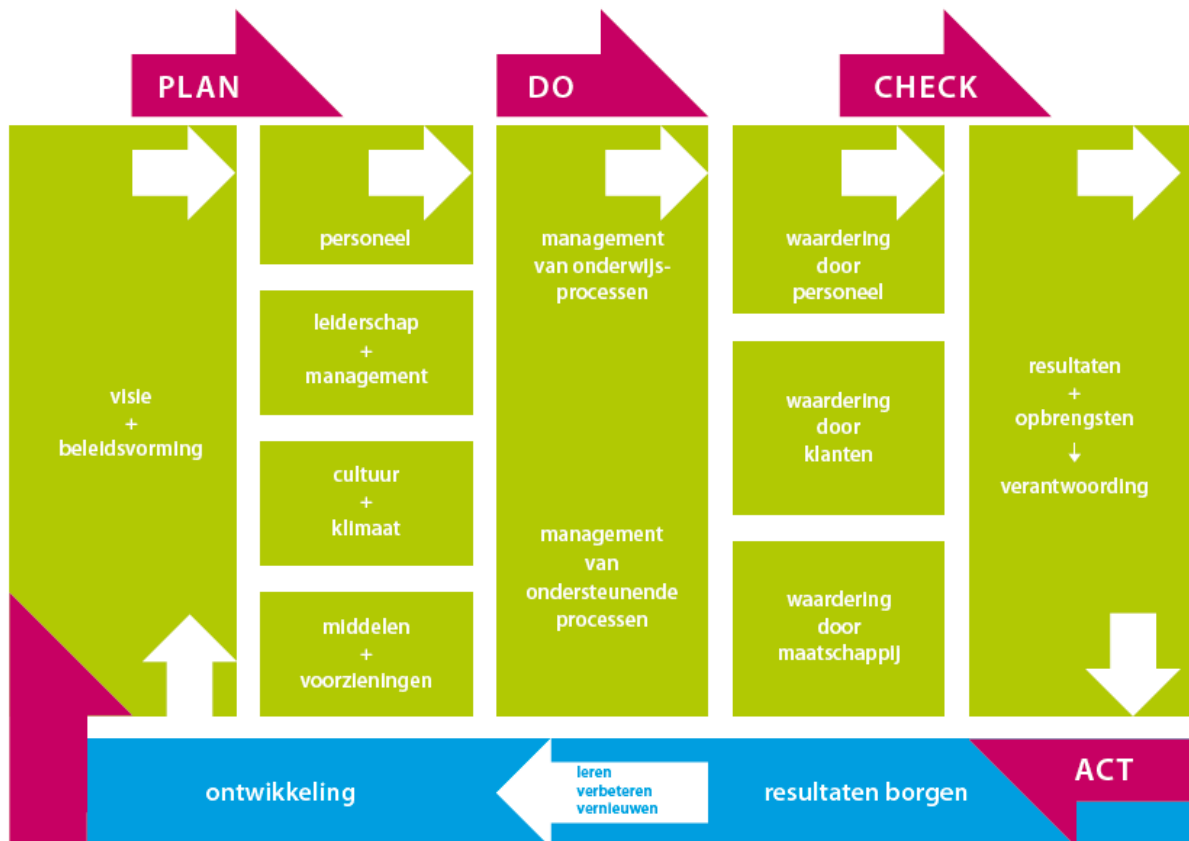 PLAN
DO
CHECK
visie
+
beleidsvorming
personeel
leiderschap
+
management
cultuur
+
klimaat
middelen
+
voorzieningen
management
van onderwijs-
processen
management
van
ondersteunende
processen
waardering
door
personeel
waardering
door
klanten
waardering
door
maatschappij
resultaten
+
opbrengsten
↓
verantwoording
ACT
resultaten borgen
leren
verbeteren
vernieuwen
ontwikkeling